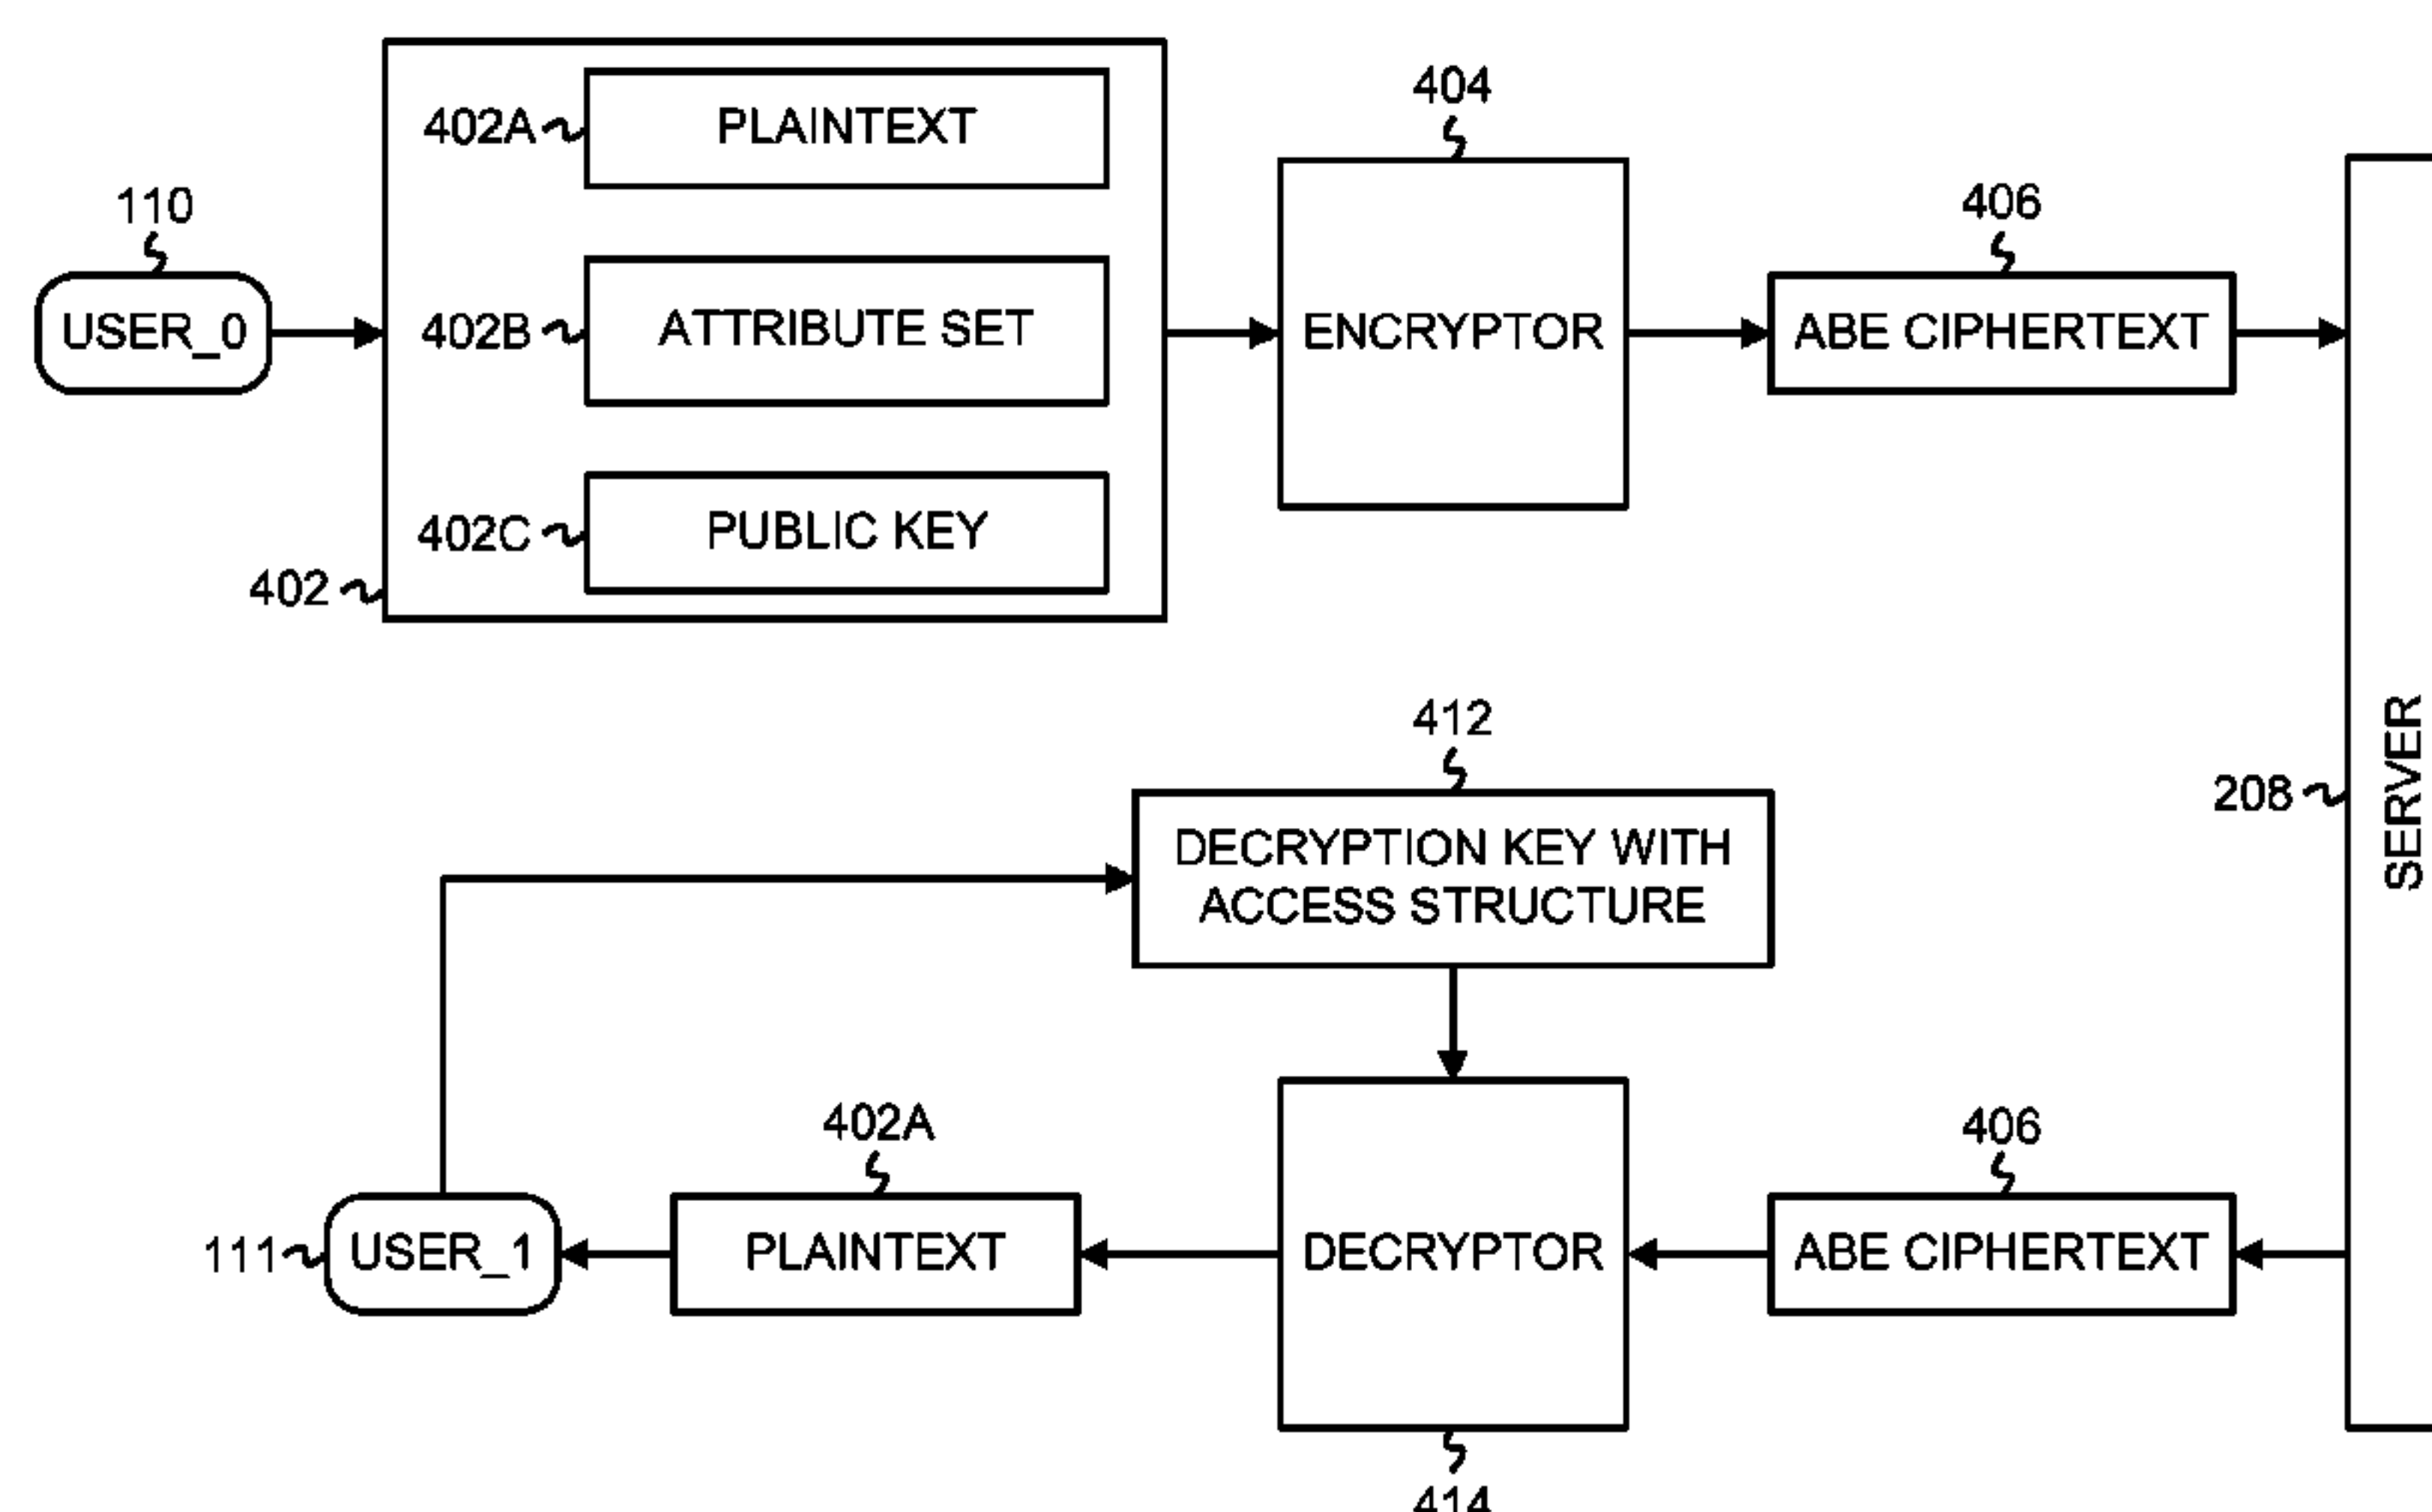 402A
PLAINTEXT
404
110
406
USER_0
402B
ATTRIBUTE SET
ENCRYPTOR
ABE CIPHERTEXT
402C
PUBLIC KEY
402
412
208
SERVER
DECRYPTION KEY WITH
ACCESS STRUCTURE
402A
406
111
USER_1
PLAINTEXT
DECRYPTOR
ABE CIPHERTEXT
414